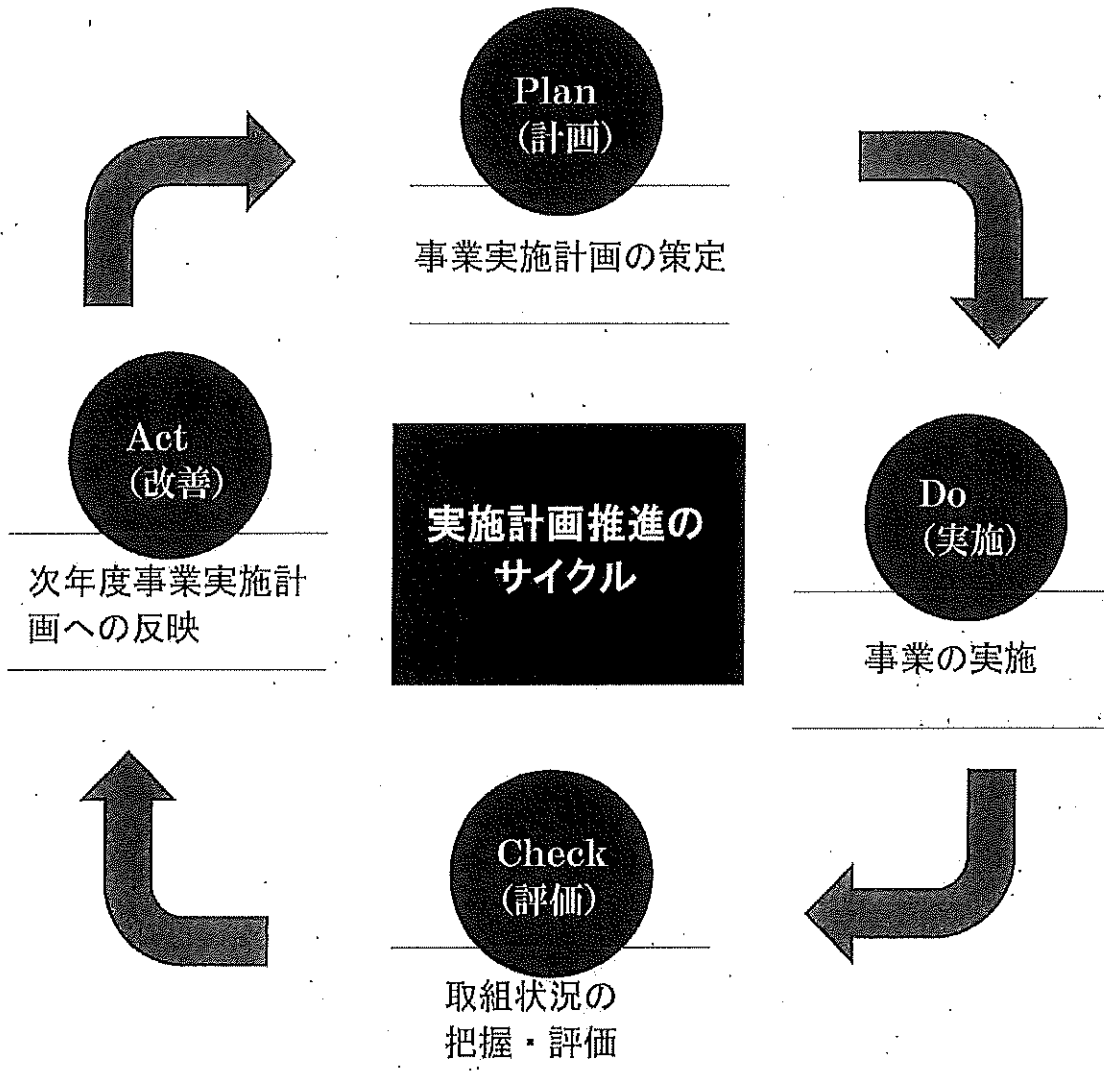 Plan
(計画)
事業実施計画の策定
Act
(改善)
次年度事業実施計
画への反映
実施計画推進の
サイクル
Do
(実施)
事業の実施
Check
(評価)
取組状況の
把握・評価